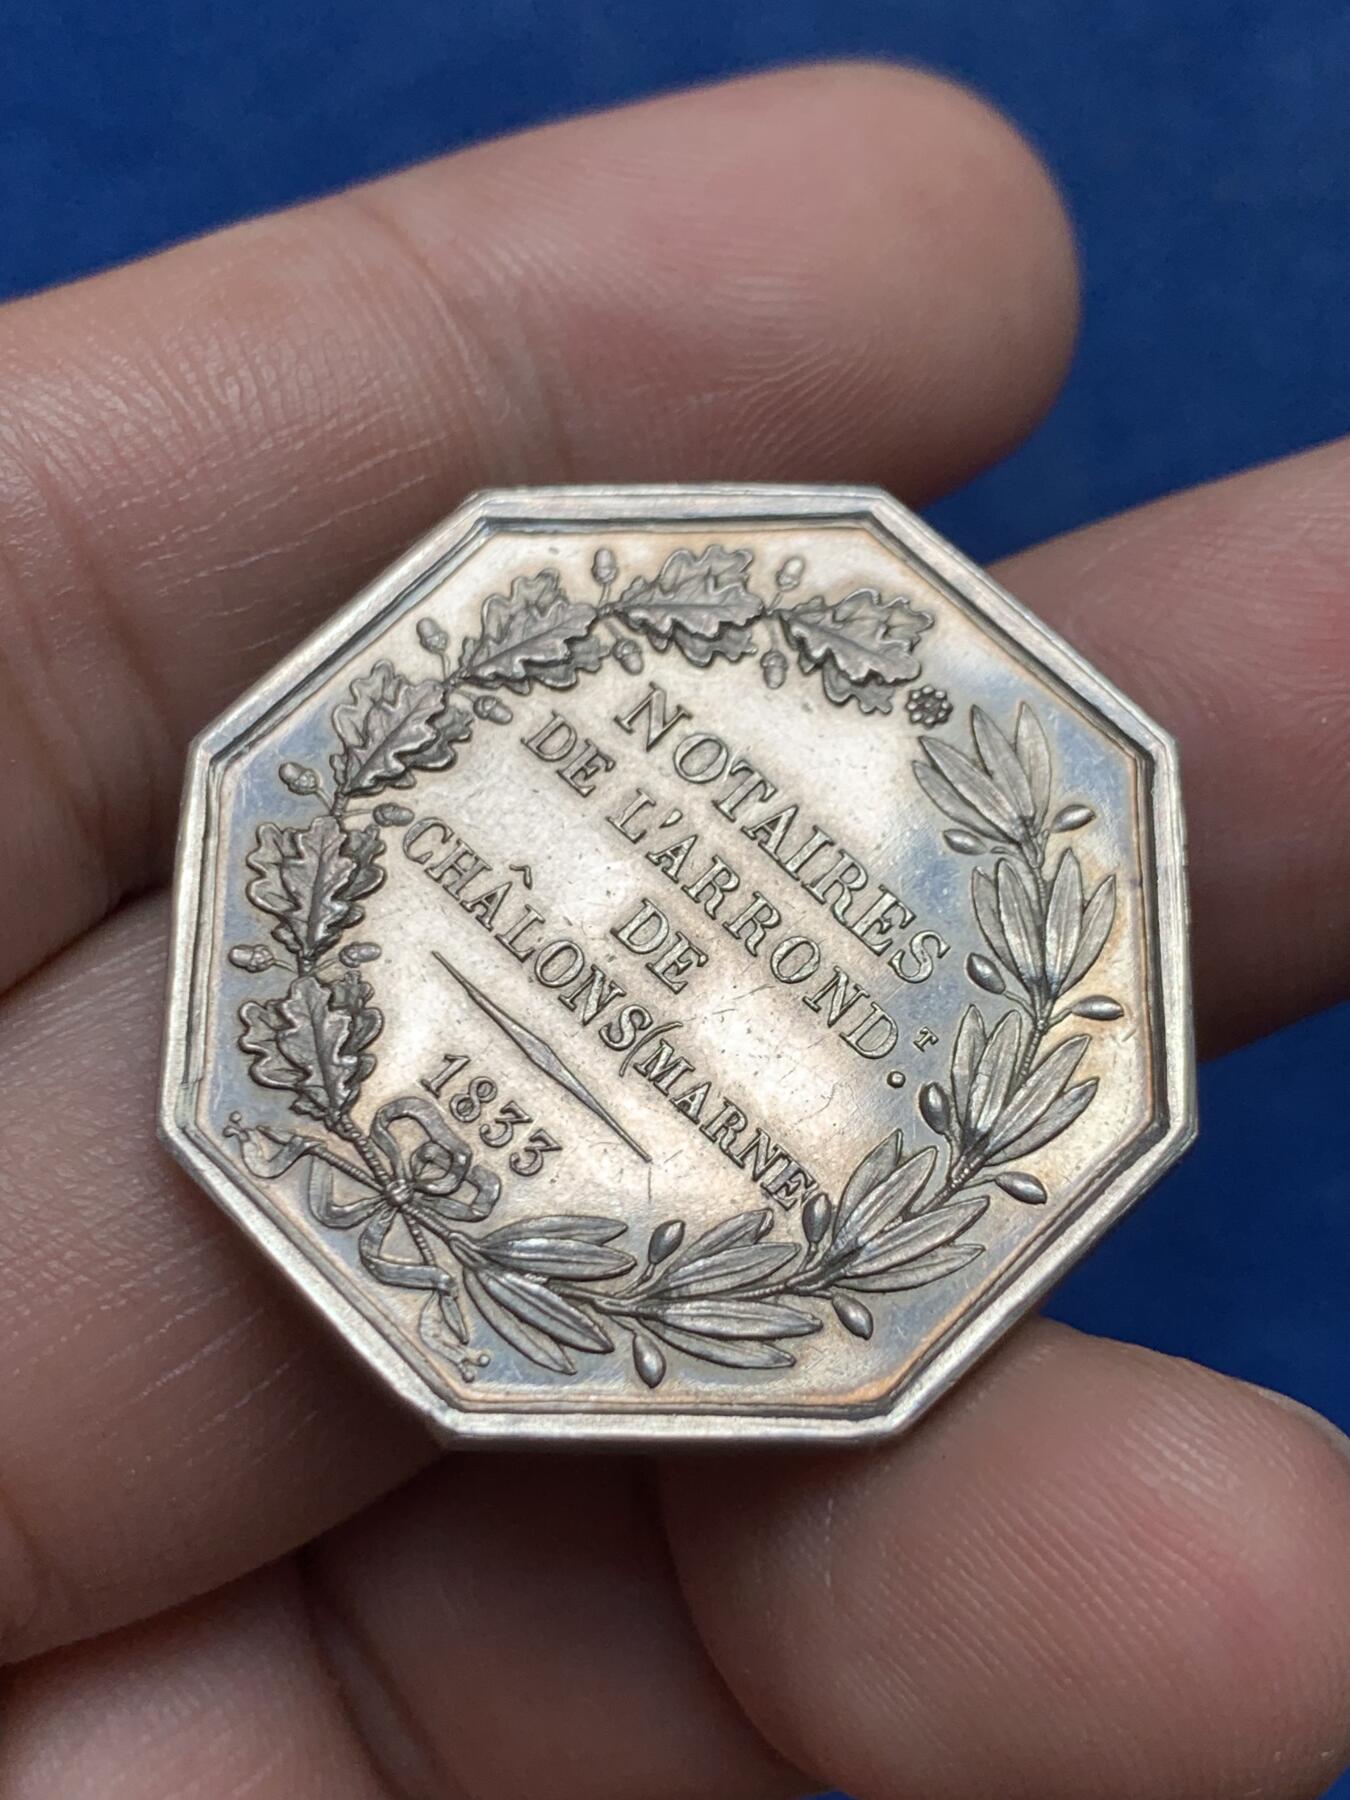 NOTAIRES
DE L'ARROND.T
DE
CHÂLONS (MARNE)
1833